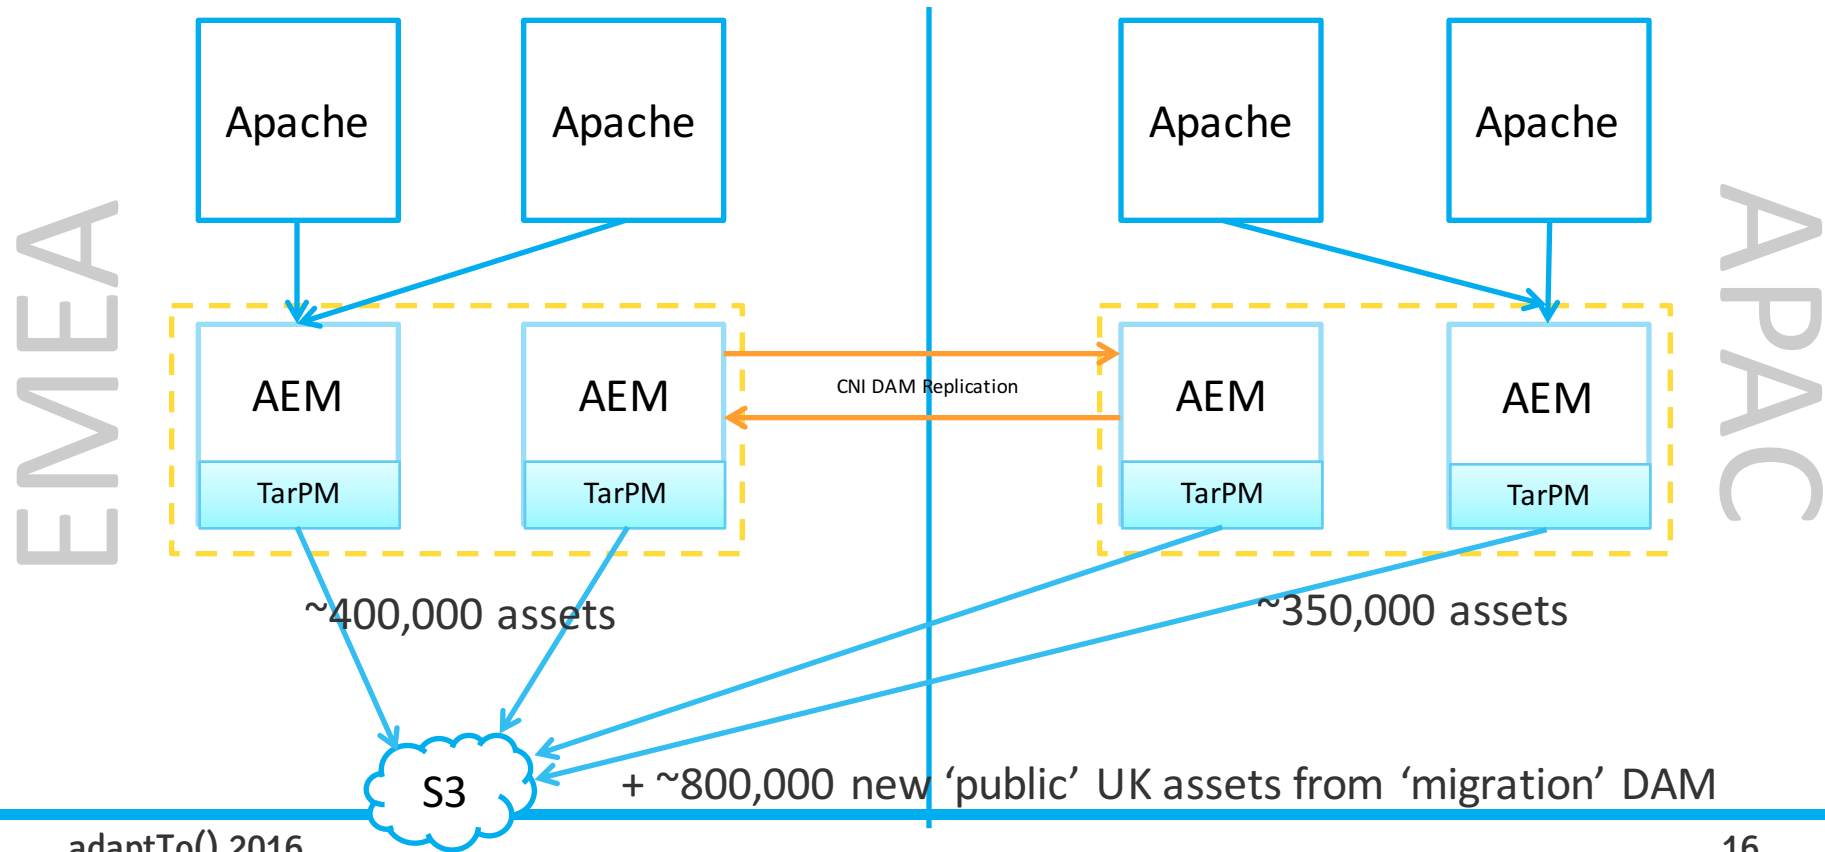 Apache
Apache
Apache
Apache
EMEA
APAC
AEM
AEM
CNI DAM Replication
AEM
AEM
TarPM
TarPM
TarPM
TarPM
~400,000 assets
~350,000 assets
S3
+ ~800,000 new ‘public’ UK assets from ‘migration’ DAM
adaptTo() 2016
16